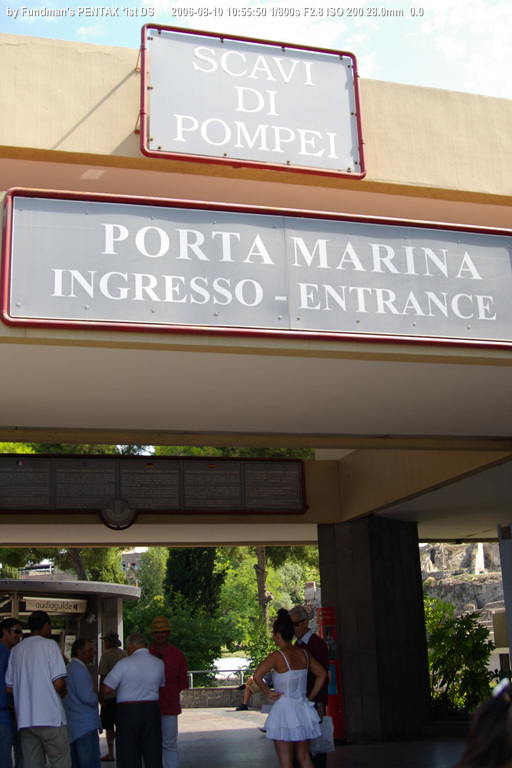 by Fundman's PENTAX *ist DS 2006-08-10 10:55:50 1/800s F2.8 ISO 200 28.0mm 0.0
SCAVI
DI
POMPEI
PORTA MARINA
INGRESSO - ENTRANCE
audioguide